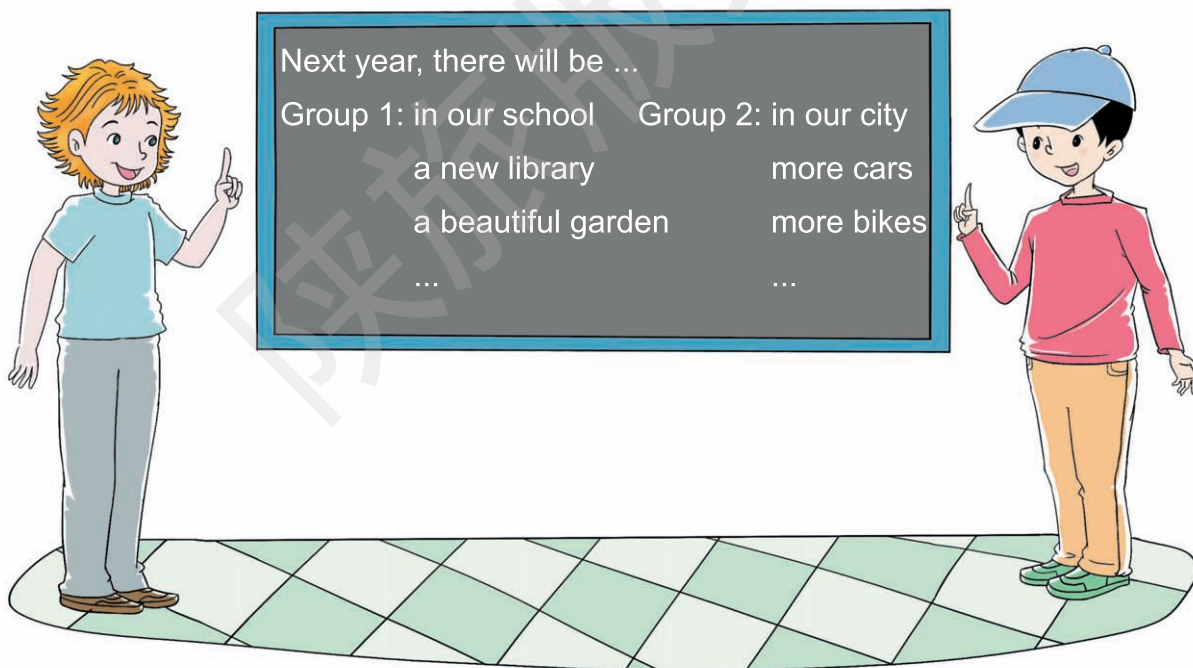 Next year, there will be ...
Group 1: in our school Group 2: in our city
a new library more cars
a beautiful garden more bikes
... ...
陕旅版